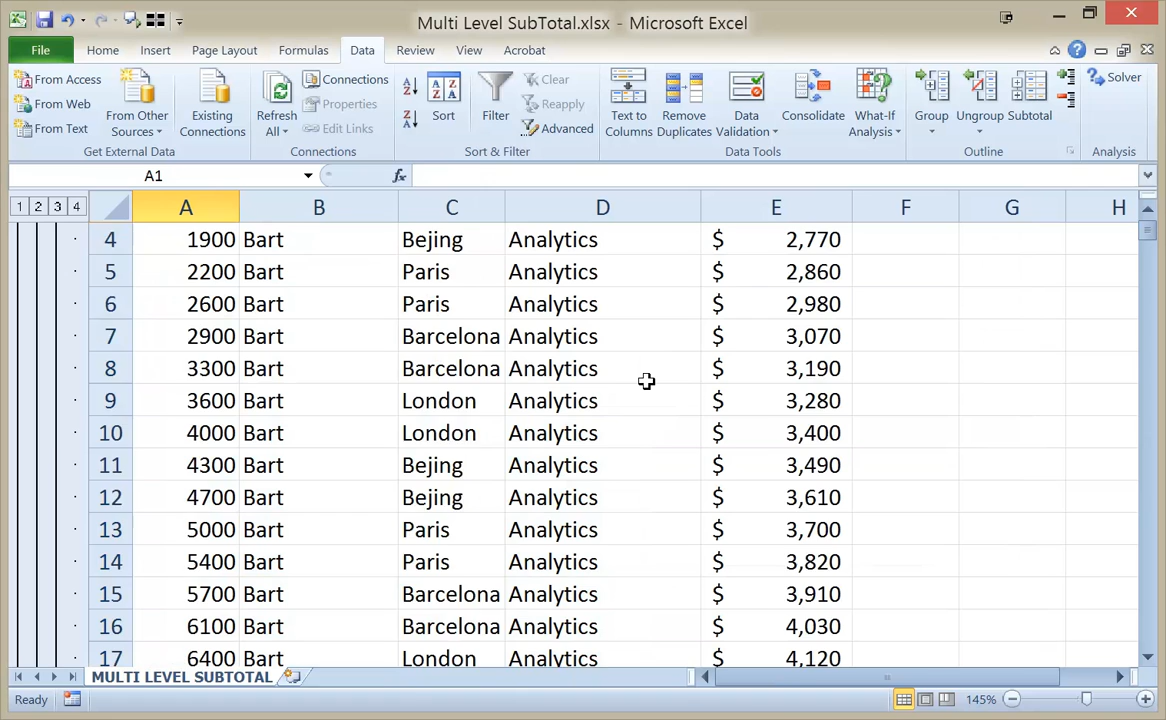 Multi Level SubTotal.xlsx - Microsoft Excel
File Home Insert Page Layout Formulas Data Review View Acrobat
From Access
From Web
From Text
From Other Sources
Existing Connections
Get External Data
Refresh All
Connections
Properties
Edit Links
Connections
Sort
Filter
Clear
Reapply
Advanced
Sort & Filter
Text to Columns
Remove Duplicates
Data Validation
Consolidate
What-If Analysis
Data Tools
Group
Ungroup
Subtotal
Outline
Solver
Analysis
A1 fx
1 2 3 4 A B C D E F G H
4 1900 Bart Bejing Analytics $ 2,770
5 2200 Bart Paris Analytics $ 2,860
6 2600 Bart Paris Analytics $ 2,980
7 2900 Bart Barcelona Analytics $ 3,070
8 3300 Bart Barcelona Analytics $ 3,190
9 3600 Bart London Analytics $ 3,280
10 4000 Bart London Analytics $ 3,400
11 4300 Bart Bejing Analytics $ 3,490
12 4700 Bart Bejing Analytics $ 3,610
13 5000 Bart Paris Analytics $ 3,700
14 5400 Bart Paris Analytics $ 3,820
15 5700 Bart Barcelona Analytics $ 3,910
16 6100 Bart Barcelona Analytics $ 4,030
17 6400 Bart London Analytics $ 4,120
MULTI LEVEL SUBTOTAL
Ready 145%